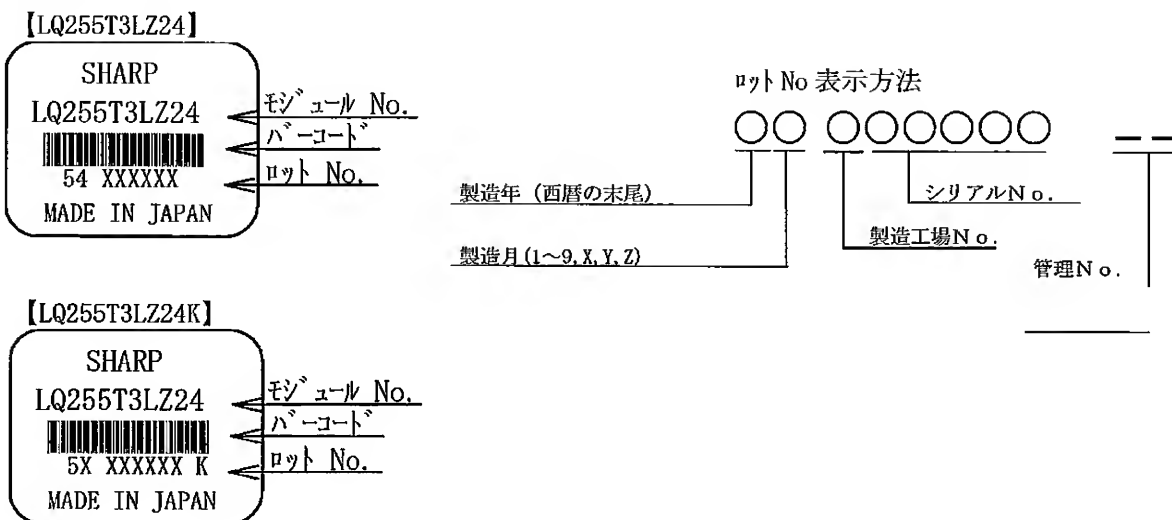 【LQ255T3LZ24】
SHARP
LQ255T3LZ24
54 XXXXXX
MADE IN JAPAN
モジュール No.
バーコード
ロット No.
ロットNo 表示方法
○○ ○○○○○○ －－
製造年 (西暦の末尾)
シリアルNo.
製造工場No.
製造月(1～9,X,Y,Z)
管理No.
【LQ255T3LZ24K】
SHARP
LQ255T3LZ24
5X XXXXXX K
MADE IN JAPAN
モジュール No.
バーコード
ロット No.